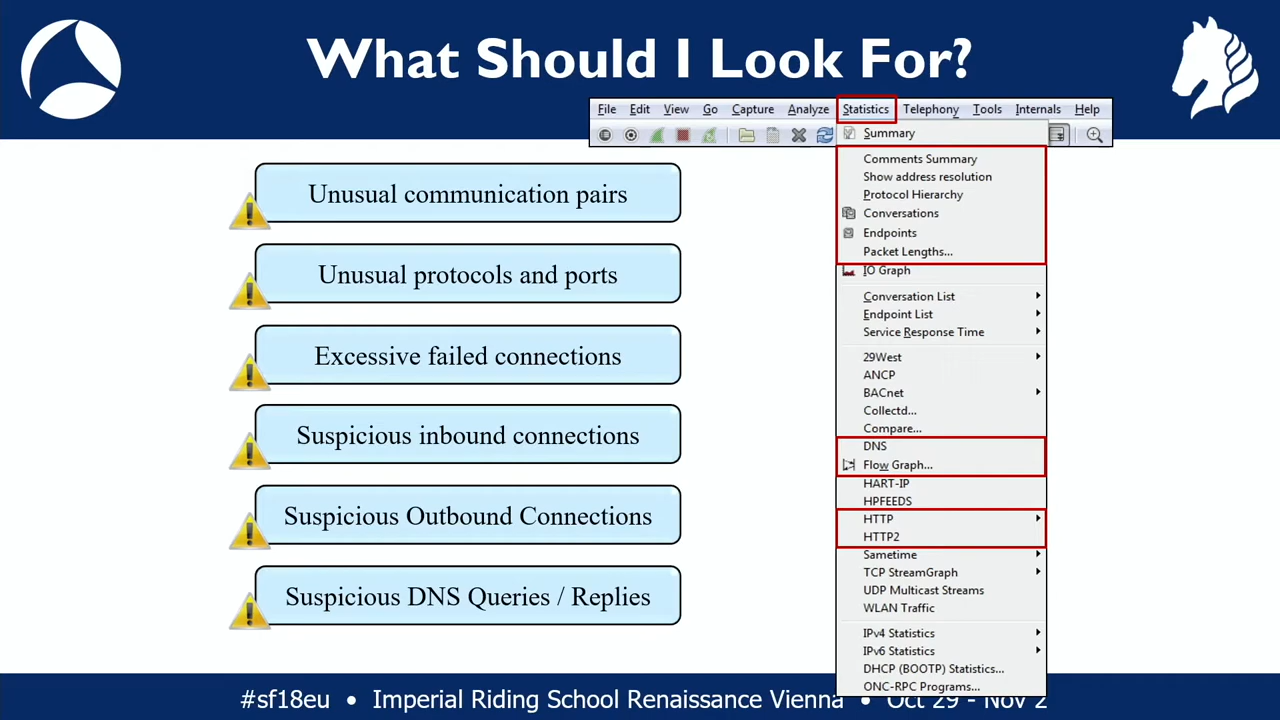 What Should I Look For?
File Edit View Go Capture Analyze Statistics Telephony Tools Internals Help
Unusual communication pairs
Unusual protocols and ports
Excessive failed connections
Suspicious inbound connections
Suspicious Outbound Connections
Suspicious DNS Queries / Replies
Summary
Comments Summary
Show address resolution
Protocol Hierarchy
Conversations
Endpoints
Packet Lengths...
IO Graph
Conversation List
Endpoint List
Service Response Time
29West
ANCP
BACnet
Collectd...
Compare...
DNS
Flow Graph...
HART-IP
HPFEEDS
HTTP
HTTP2
Sametime
TCP StreamGraph
UDP Multicast Streams
WLAN Traffic
IPv4 Statistics
IPv6 Statistics
DHCP (BOOTP) Statistics...
ONC-RPC Programs...
#sf18eu • Imperial Riding School Renaissance Vienna • Oct 29 - Nov 2